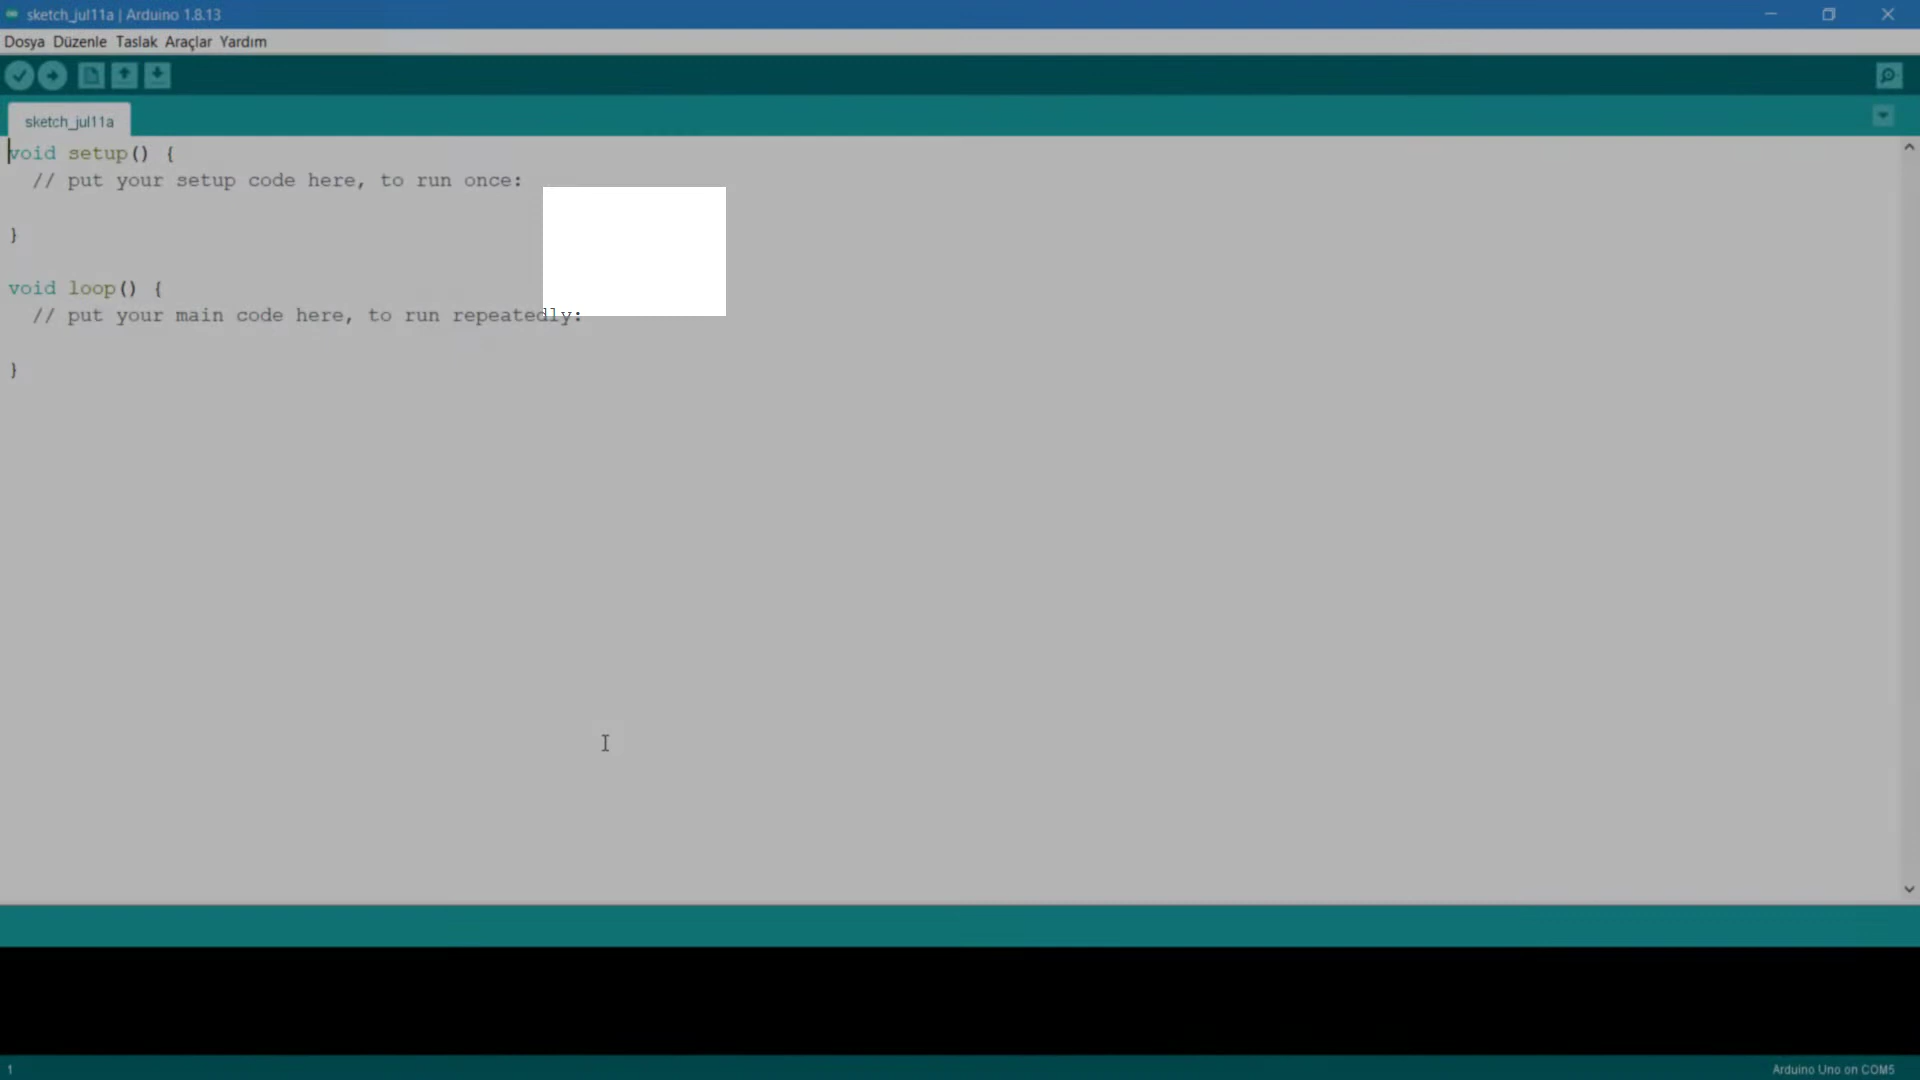 sketch_jul11a | Arduino 1.8.13
Dosya Düzenle Taslak Araçlar Yardım
sketch_jul11a
void setup() {
// put your setup code here, to run once:
}
void loop() {
// put your main code here, to run repeatedly:
}
1
Arduino Uno on COM5